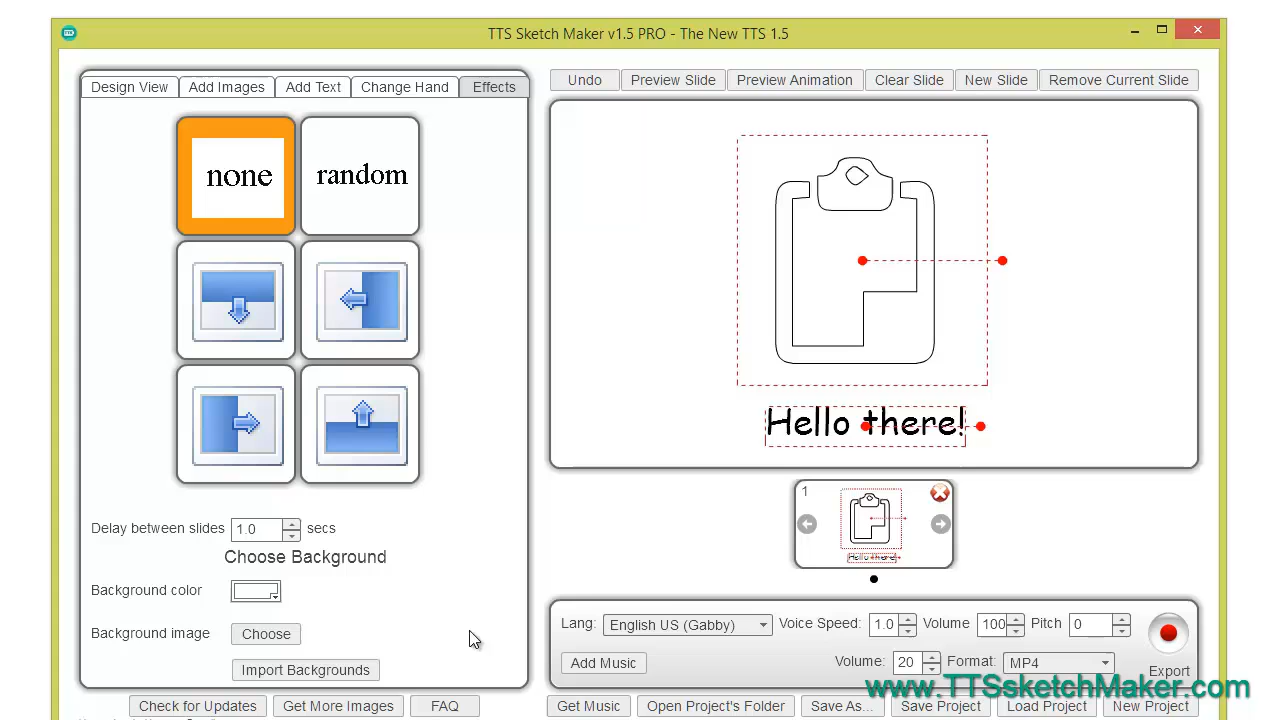 TTS Sketch Maker v1.5 PRO - The New TTS 1.5
Design View
Add Images
Add Text
Change Hand
Effects
Undo
Preview Slide
Preview Animation
Clear Slide
New Slide
Remove Current Slide
none
random
Hello there!
1
Hello there!
Delay between slides 1.0 secs
Choose Background
Background color
Background image Choose
Import Backgrounds
Lang: English US (Gabby) Voice Speed: 1.0 Volume 100 Pitch 0
Add Music Volume: 20 Format: MP4
Export
www.TTSsketchMaker.com
Check for Updates
Get More Images
FAQ
Get Music
Open Project's Folder
Save As...
Save Project
Load Project
New Project